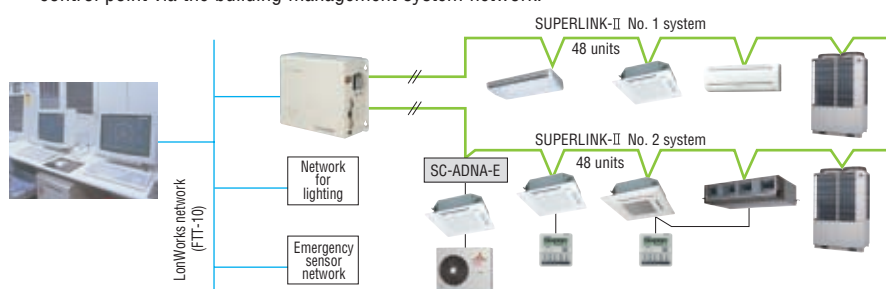 control point via the building management system network.
SUPERLINK-II No. 1 system
48 units
SUPERLINK-II No. 2 system
48 units
SC-ADNA-E
Network
for
lighting
Emergency
sensor
network
LonWorks network
(FTT-10)